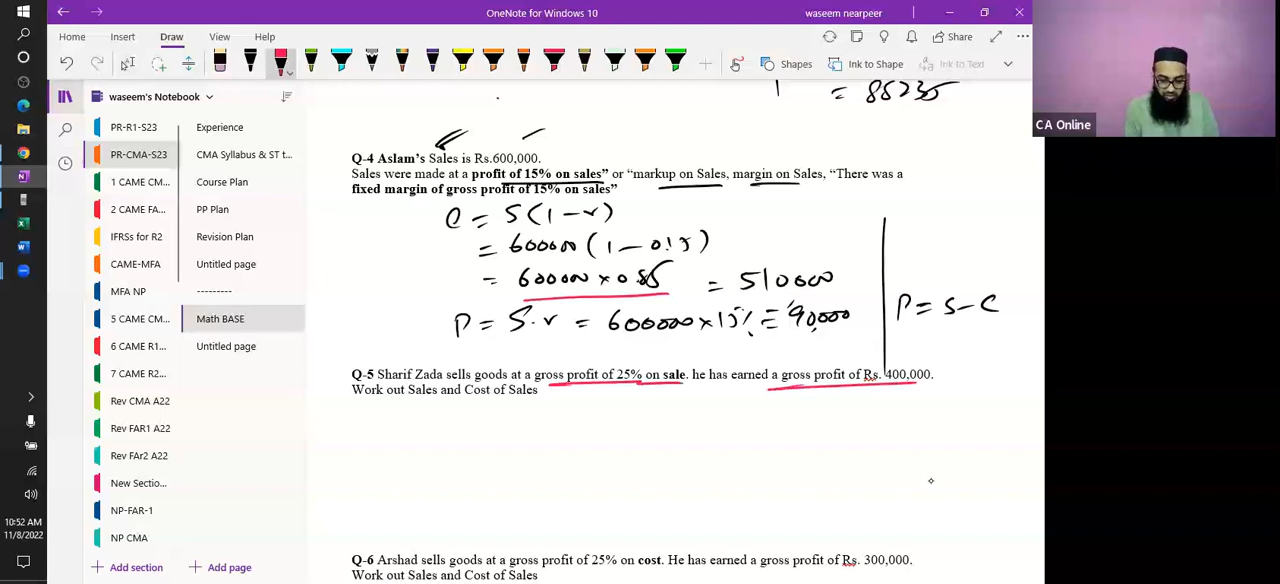 OneNote for Windows 10
waseem nearpeer
Home Insert Draw View Help
Share
Shapes Ink to Shape Ink to Text
waseem's Notebook
PR-R1-S23
PR-CMA-S23
1 CAME CM...
2 CAME FA...
IFRSs for R2
CAME-MFA
MFA NP
5 CAME CM...
6 CAME R1...
7 CAME R2...
Rev CMA A22
Rev FAR1 A22
Rev FAr2 A22
New Sectio...
NP-FAR-1
NP CMA
Add section
Experience
CMA Syllabus & ST t...
Course Plan
PP Plan
Revision Plan
Untitled page
---------
Math BASE
Untitled page
Add page
= 85235
Q-4 Aslam's Sales is Rs.600,000.
Sales were made at a profit of 15% on sales" or "markup on Sales, margin on Sales, "There was a
fixed margin of gross profit of 15% on sales"
C = S(1-r)
= 600000(1-0.15)
= 600000×0.85 = 510000
P = S.r = 600000×15% = 90,000
P = S-C
Q-5 Sharif Zada sells goods at a gross profit of 25% on sale. he has earned a gross profit of Rs. 400,000.
Work out Sales and Cost of Sales
Q-6 Arshad sells goods at a gross profit of 25% on cost. He has earned a gross profit of Rs. 300,000.
Work out Sales and Cost of Sales
CA Online
10:52 AM
11/8/2022